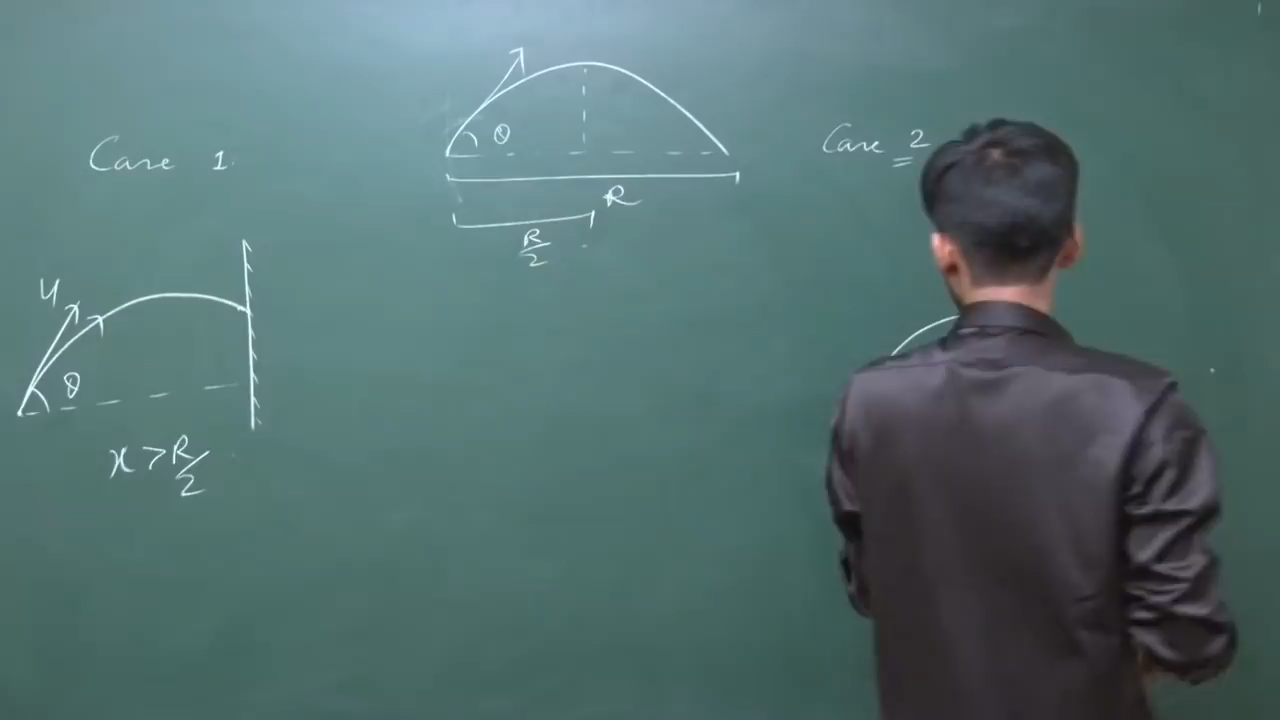 θ
R
R/2
Case 1
u
θ
x > R/2
Case 2